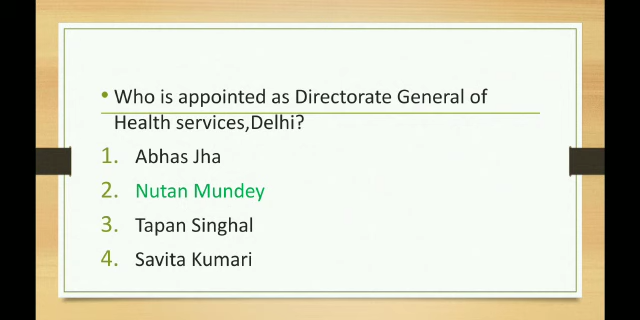 • Who is appointed as Directorate General of
Health services,Delhi?
1. Abhas Jha
2. Nutan Mundey
3. Tapan Singhal
4. Savita Kumari